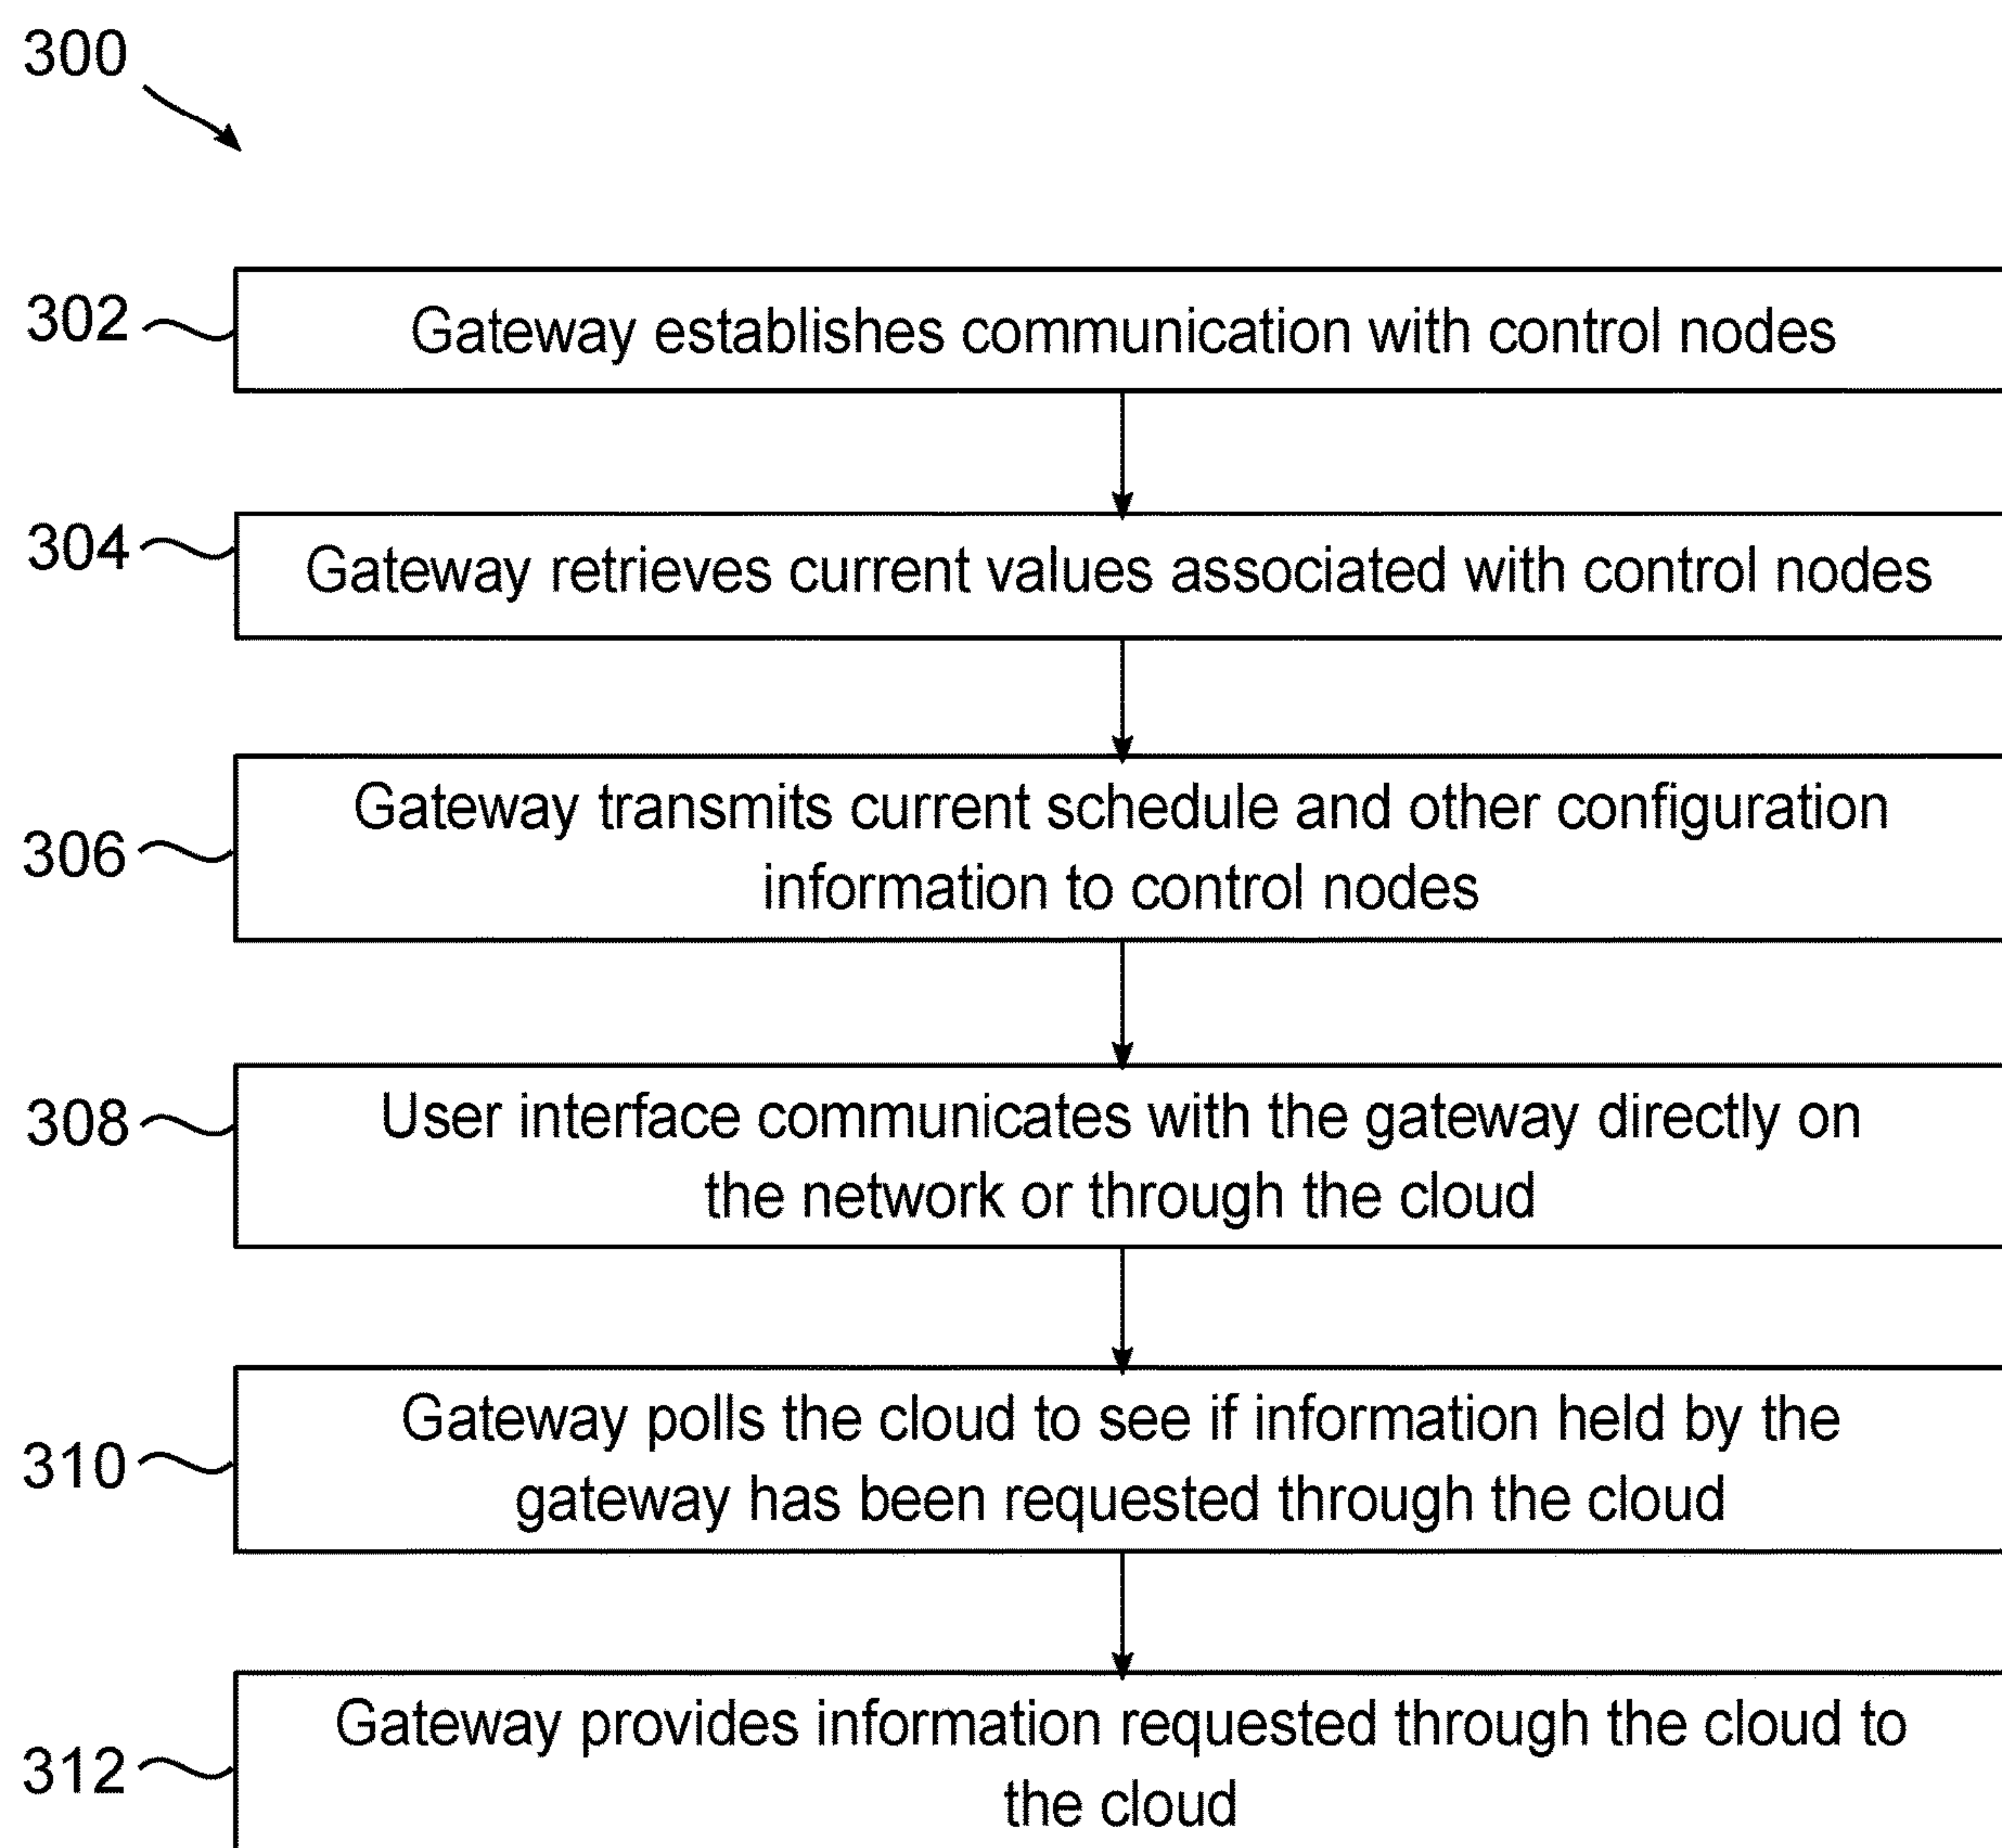 300
302
Gateway establishes communication with control nodes
304
Gateway retrieves current values associated with control nodes
306
Gateway transmits current schedule and other configuration
information to control nodes
308
User interface communicates with the gateway directly on
the network or through the cloud
310
Gateway polls the cloud to see if information held by the
gateway has been requested through the cloud
312
Gateway provides information requested through the cloud to
the cloud